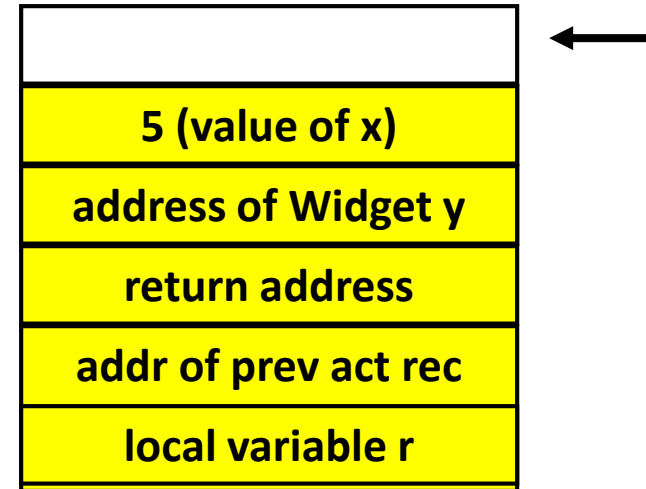 5 (value of x)
address of Widget y
return address
addr of prev act rec
local variable r